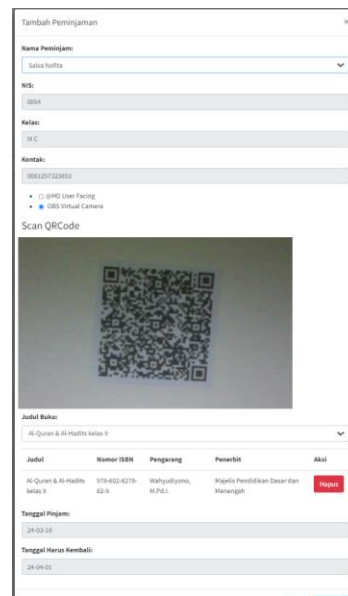 Tambah Peminjaman
×
Nama Peminjam:
Salsa Nofita
NIS:
0054
Kelas:
IX C
Kontak:
@HD User Facing
OBS Virtual Camera
Scan QRCode
Judul Buku:
Al-Quran & Al-Hadits kelas 9
Judul Nomor ISBN Pengarang Penerbit Aksi
Al-Quran & Al-Hadits 978-602-8278- Wahyudiyono, Majelis Pendidikan Dasar dan Hapus
kelas 9 82-9 M.Pd.I. Menengah
Tanggal Pinjam:
24-03-18
Tanggal Harus Kembali:
24-04-01